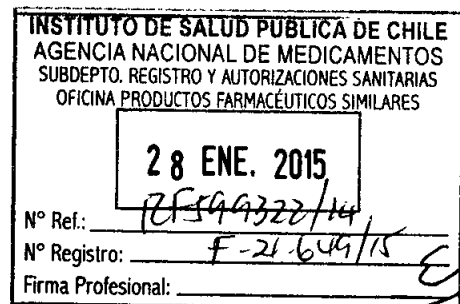 INSTITUTO DE SALUD PUBLICA DE CHILE
AGENCIA NACIONAL DE MEDICAMENTOS
SUBDEPTO. REGISTRO Y AUTORIZACIONES SANITARIAS
OFICINA PRODUCTOS FARMACÉUTICOS SIMILARES
28 ENE. 2015
N° Ref.: RF599322/14
N° Registro: F-21.649/15
Firma Profesional: